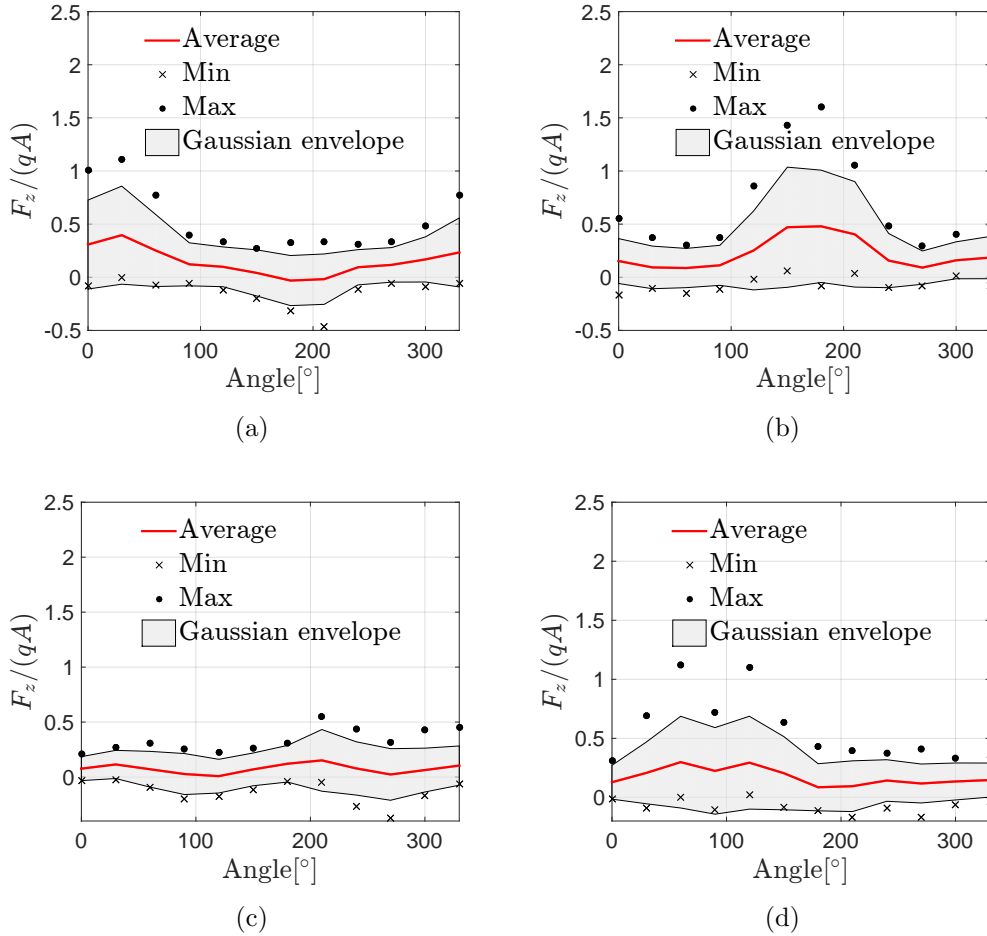 2.5
2
1.5
1
0.5
0
-0.5
F_z/(qA)
Average
Min
Max
Gaussian envelope
0 100 200 300
Angle[°]
(a)
2.5
2
1.5
1
0.5
0
-0.5
F_z/(qA)
Average
Min
Max
Gaussian envelope
0 100 200 300
Angle[°]
(b)
2.5
2
1.5
1
0.5
0
F_z/(qA)
Average
Min
Max
Gaussian envelope
0 100 200 300
Angle[°]
(c)
2.5
2
1.5
1
0.5
0
F_z/(qA)
Average
Min
Max
Gaussian envelope
0 100 200 300
Angle[°]
(d)